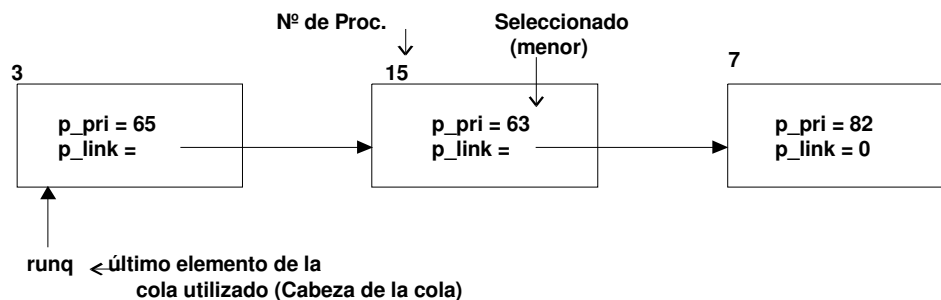 Nº de Proc.
Seleccionado
(menor)
3
15
7
p_pri = 65
p_link =
p_pri = 63
p_link =
p_pri = 82
p_link = 0
runq
último elemento de la
cola utilizado (Cabeza de la cola)